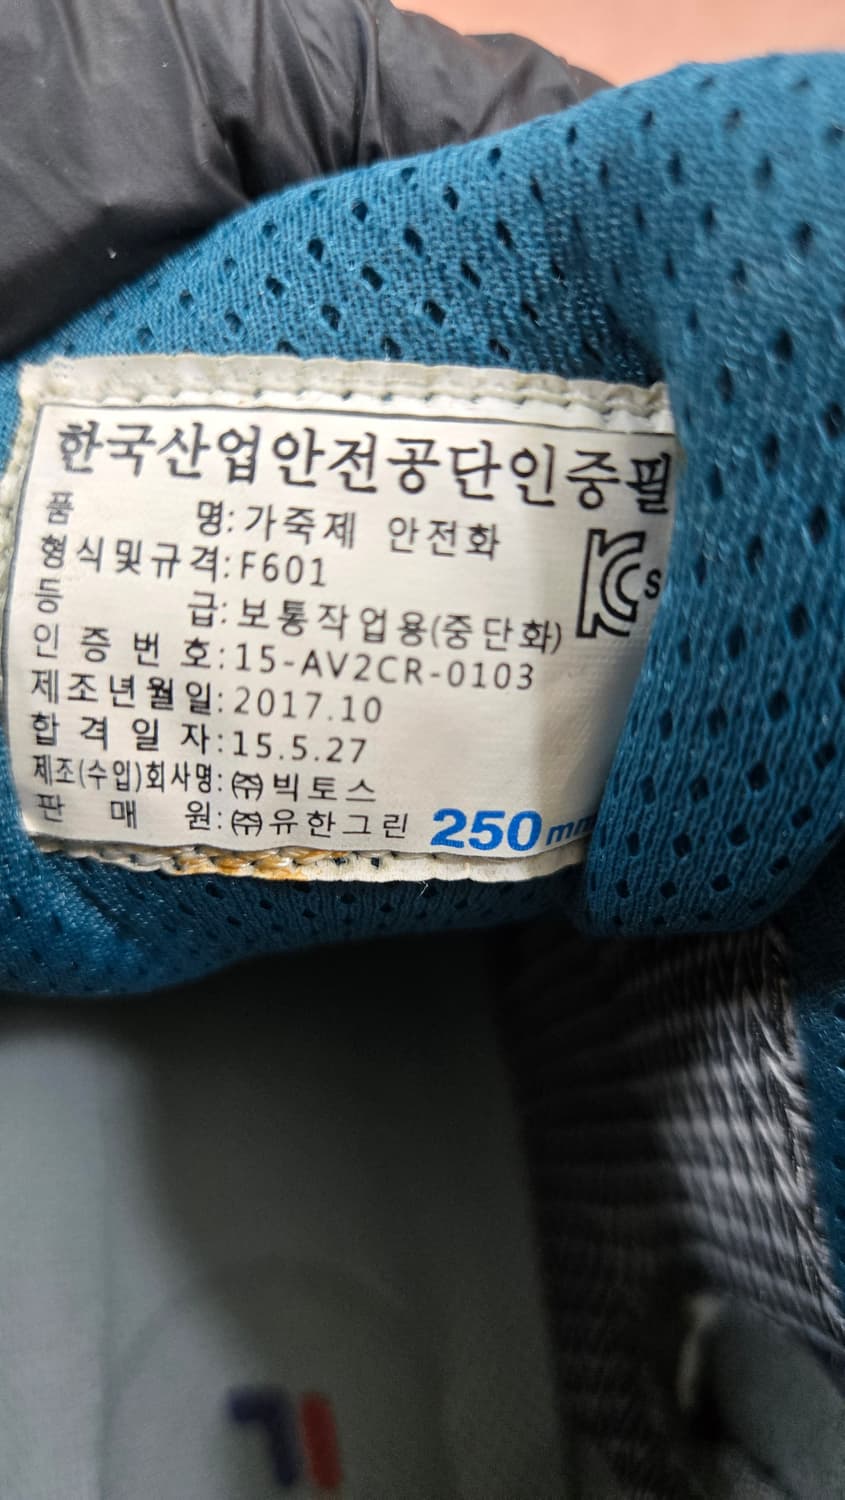 한국산업안전공단인증필
품 명: 가죽제 안전화
형식및규격: F601
등 급: 보통작업용(중단화)
인 증 번 호: 15-AV2CR-0103
제조년월일: 2017.10
합 격 일 자: 15.5.27
제조(수입)회사명: ㈜빅토스
판 매 원: ㈜유한그린 250mm
KCs